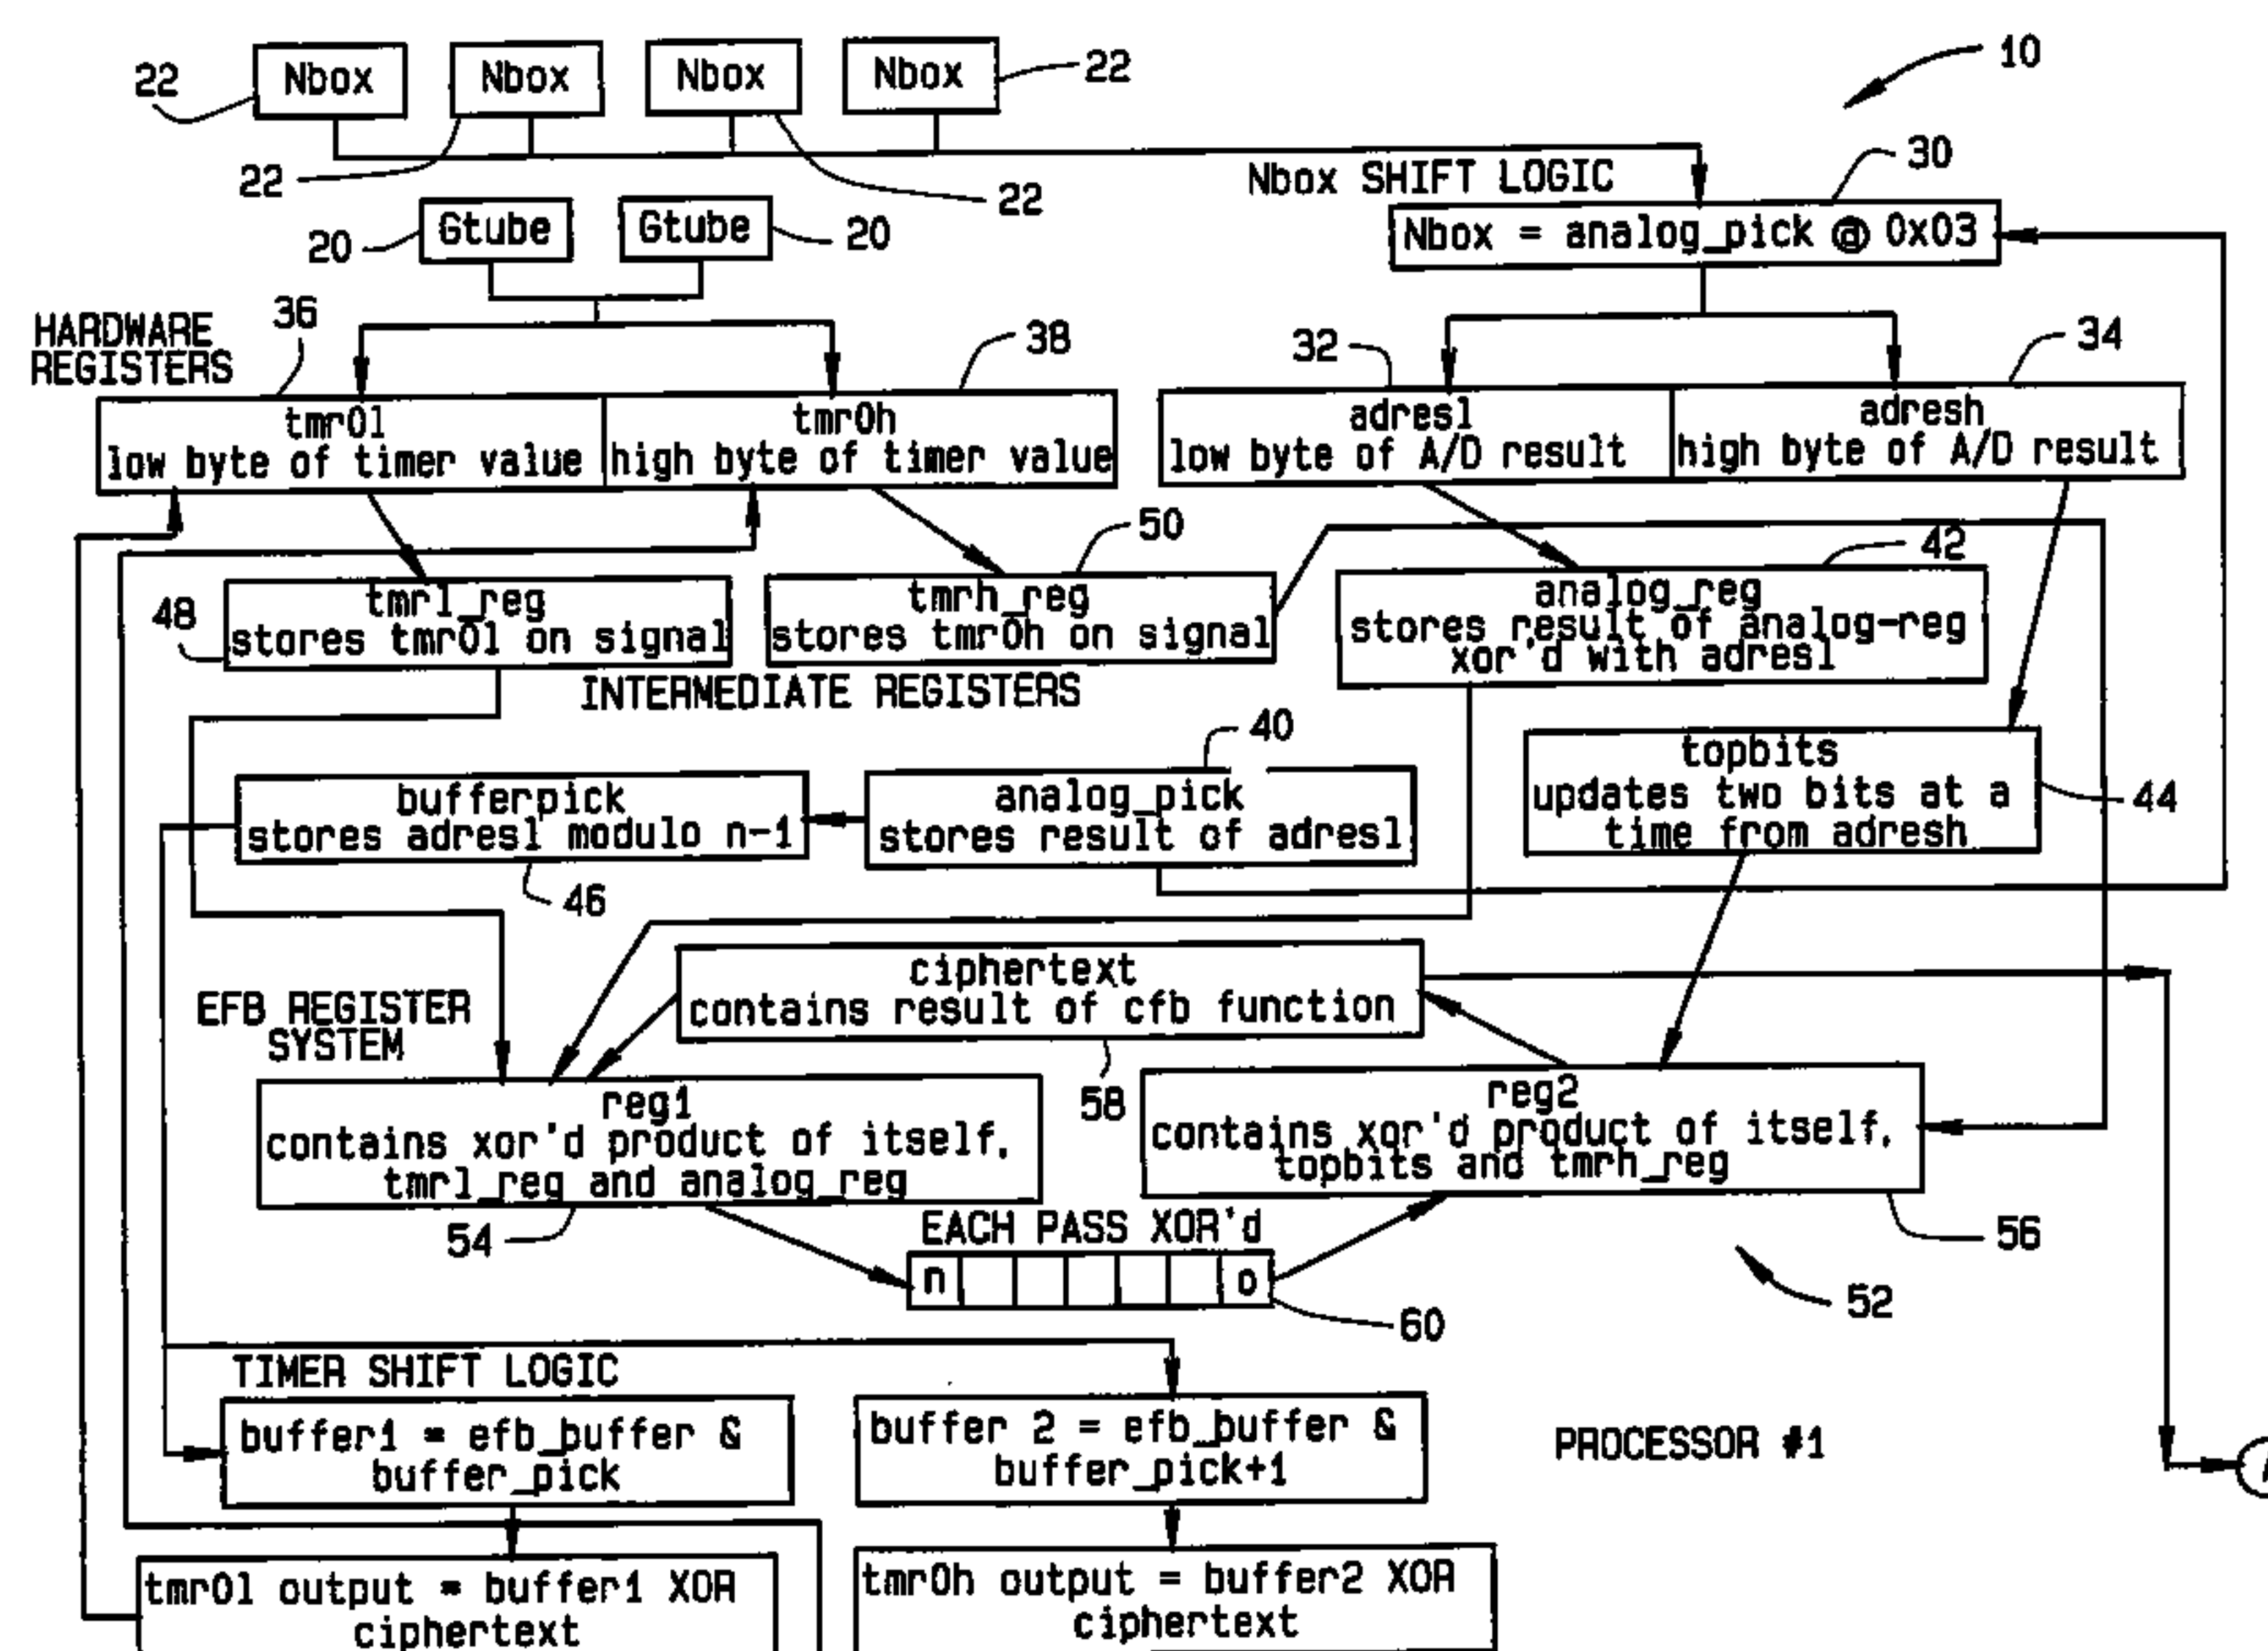 Nbox
Nbox
Nbox
Nbox
22
22
22
22
10
Nbox SHIFT LOGIC
30
Nbox = analog_pick @ 0x03
Gtube
Gtube
20
20
HARDWARE
REGISTERS
36
38
32
34
tmr0l
low byte of timer value
tmr0h
high byte of timer value
adresl
low byte of A/D result
adresh
high byte of A/D result
50
42
48
tmrl_reg
stores tmr0l on signal
tmrh_reg
stores tmr0h on signal
analog_reg
stores result of analog-reg
xor'd with adresl
INTERMEDIATE REGISTERS
40
bufferpick
stores adresl modulo n-1
analog_pick
stores result of adresl
topbits
updates two bits at a
time from adresh
44
46
ciphertext
contains result of cfb function
EFB REGISTER
SYSTEM
58
reg1
contains xor'd product of itself,
tmrl_reg and analog_reg
reg2
contains xor'd product of itself,
topbits and tmrh_reg
54
EACH PASS XOR'd
56
n o
60
52
TIMER SHIFT LOGIC
buffer1 = efb_buffer &
buffer_pick
buffer 2 = efb_buffer &
buffer_pick+1
PROCESSOR #1
tmr0l output = buffer1 XOR
ciphertext
tmr0h output = buffer2 XOR
ciphertext